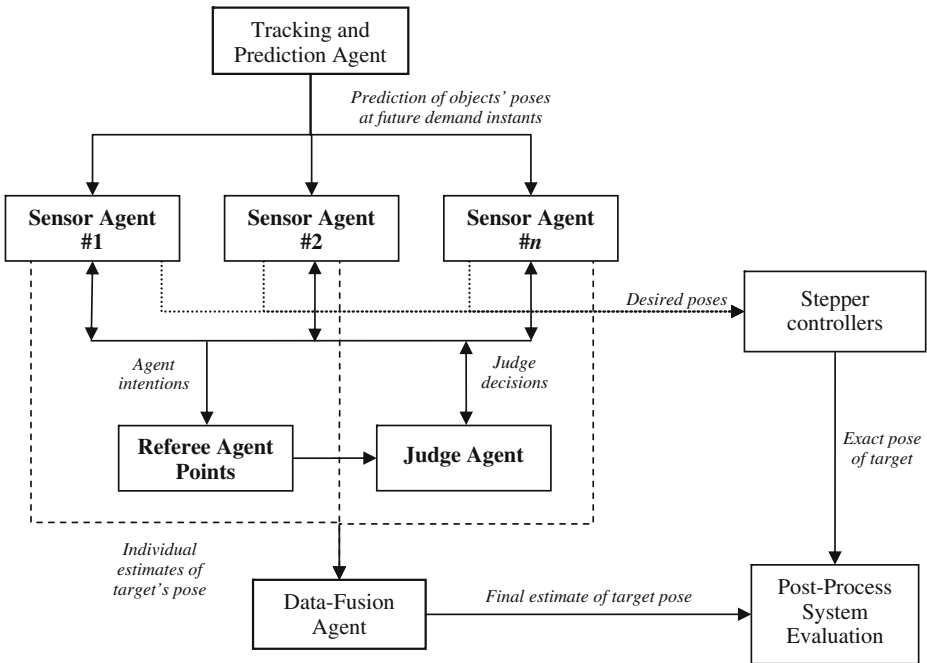 Tracking and
Prediction Agent
Prediction of objects' poses
at future demand instants
Sensor Agent
#1
Sensor Agent
#2
Sensor Agent
#n
Desired poses
Stepper
controllers
Agent
intentions
Judge
decisions
Referee Agent
Points
Judge Agent
Exact pose
of target
Individual
estimates of
target's pose
Data-Fusion
Agent
Final estimate of target pose
Post-Process
System
Evaluation